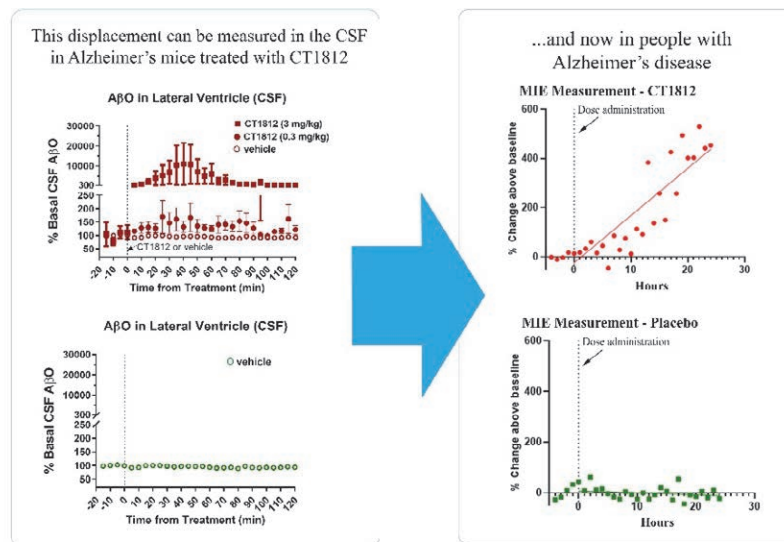 This displacement can be measured in the CSF
in Alzheimer's mice treated with CT1812
AβO in Lateral Ventricle (CSF)
CT1812 (3 mg/kg)
CT1812 (0.3 mg/kg)
vehicle
% Basal CSF AβO
30000
20000
10000
300
250
200
150
100
50
CT1812 or vehicle
-20 -10 0 10 20 30 40 50 60 70 80 90 100 110 120
Time from Treatment (min)
AβO in Lateral Ventricle (CSF)
vehicle
% Basal CSF AβO
30000
20000
10000
250
200
150
100
50
0
-20 -10 0 10 20 30 40 50 60 70 80 90 100 110 120
Time from Treatment (min)
...and now in people with
Alzheimer's disease
MIE Measurement - CT1812
Dose administration
% Change above baseline
600
400
200
0
0 10 20 30
Hours
MIE Measurement - Placebo
Dose administration
% Change above baseline
600
400
200
0
0 10 20 30
Hours